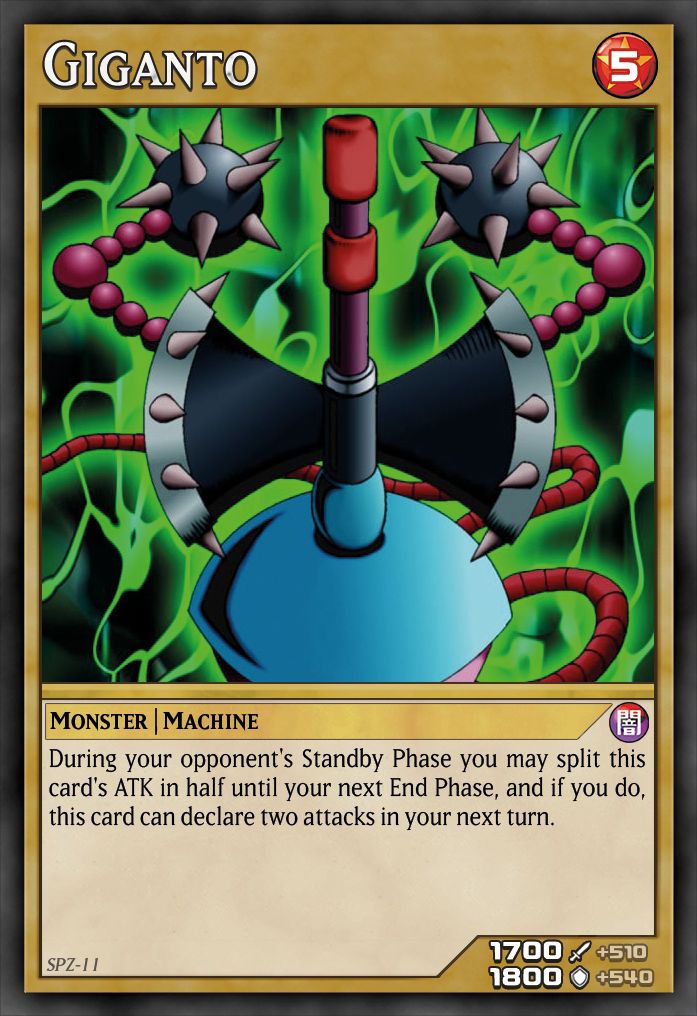 GIGANTO
5
MONSTER | MACHINE
闇
During your opponent's Standby Phase you may split this
card's ATK in half until your next End Phase, and if you do,
this card can declare two attacks in your next turn.
1700 +510
SPZ-11
1800 +540